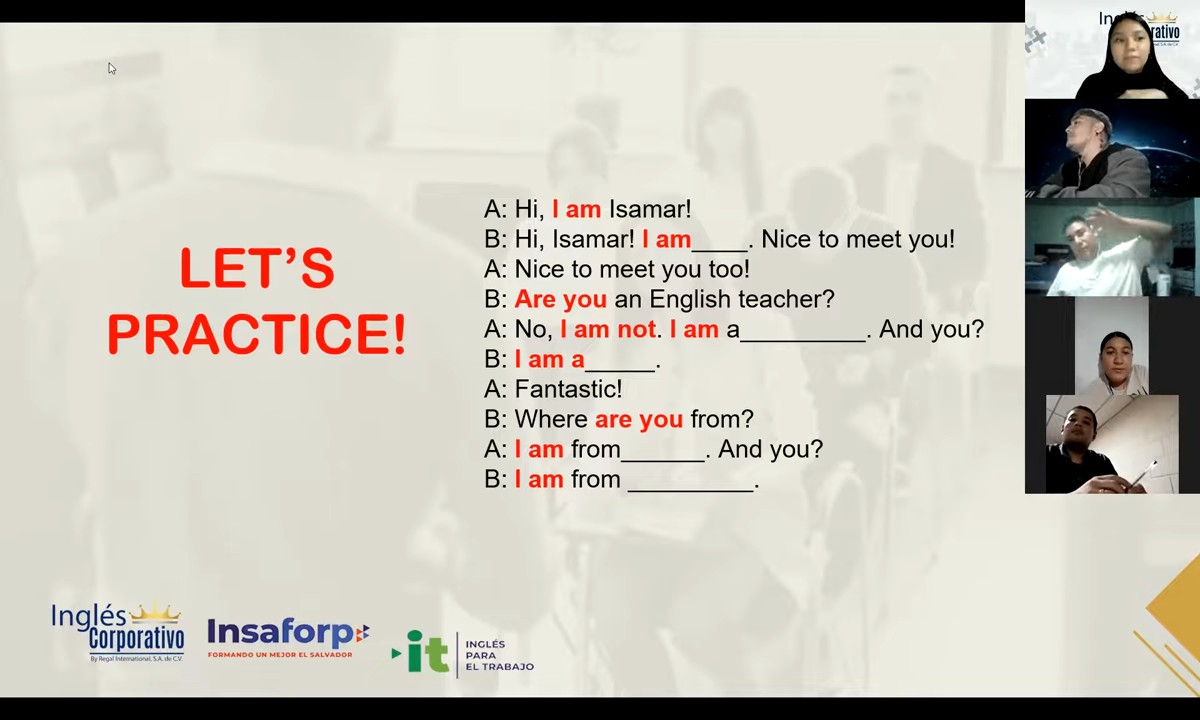 LET'S
PRACTICE!
A: Hi, I am Isamar!
B: Hi, Isamar! I am____. Nice to meet you!
A: Nice to meet you too!
B: Are you an English teacher?
A: No, I am not. I am a_________. And you?
B: I am a_____.
A: Fantastic!
B: Where are you from?
A: I am from______. And you?
B: I am from _________.
Inglés
Corporativo
By Regal International, S.A. de C.V.
Insaforp
FORMANDO UN MEJOR EL SALVADOR
it
INGLÉS
PARA
EL TRABAJO